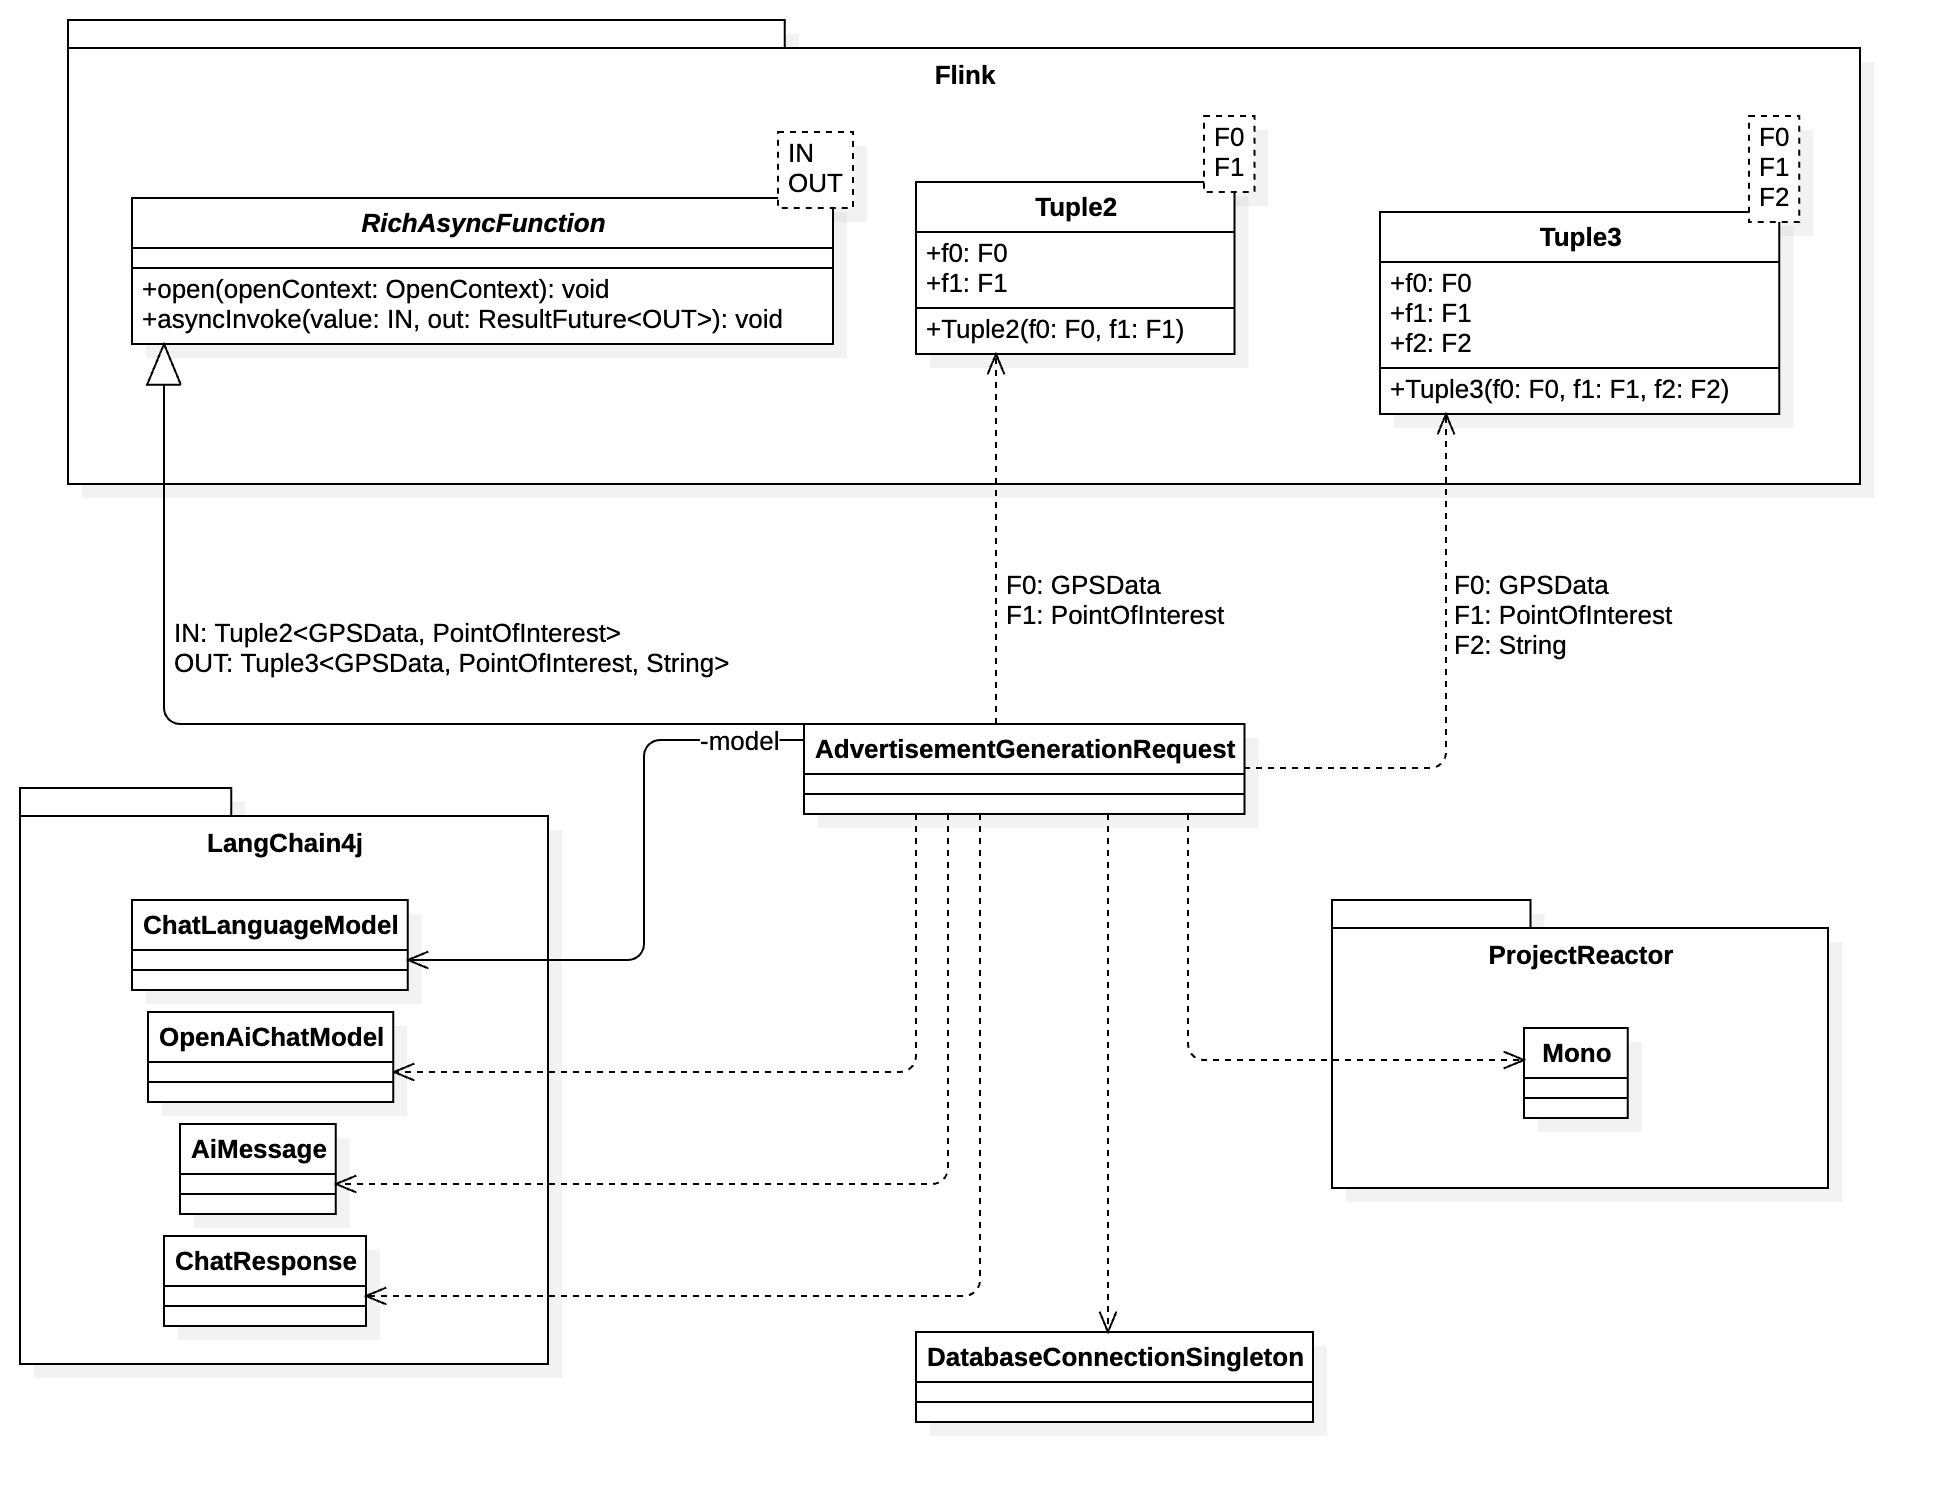 Flink
IN
OUT
RichAsyncFunction
+open(openContext: OpenContext): void
+asyncInvoke(value: IN, out: ResultFuture<OUT>): void
F0
F1
Tuple2
+f0: F0
+f1: F1
+Tuple2(f0: F0, f1: F1)
F0
F1
F2
Tuple3
+f0: F0
+f1: F1
+f2: F2
+Tuple3(f0: F0, f1: F1, f2: F2)
IN: Tuple2<GPSData, PointOfInterest>
OUT: Tuple3<GPSData, PointOfInterest, String>
F0: GPSData
F1: PointOfInterest
F0: GPSData
F1: PointOfInterest
F2: String
-model
AdvertisementGenerationRequest
LangChain4j
ChatLanguageModel
OpenAiChatModel
AiMessage
ChatResponse
ProjectReactor
Mono
DatabaseConnectionSingleton